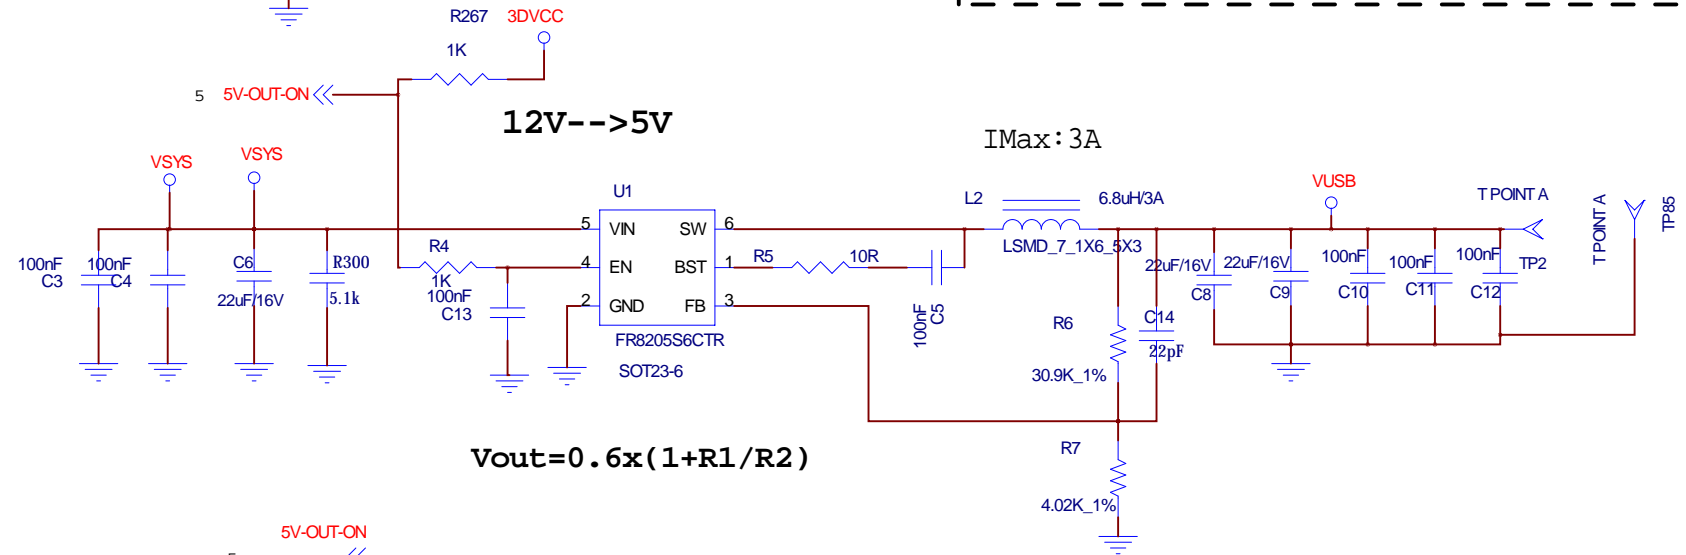 R267 3DVCC
1K
5 5V-OUT-ON
12V-->5V
IMax:3A
VSYS
VSYS
U1
L2
6.8uH/3A
VUSB
T POINT A
T POINT A
TP85
5 VIN
SW 6
LSMD_7_1X6_5X3
R4
4 EN
BST 1
R5
10R
100nF
C3
100nF
C4
C6
22uF/16V
R300
5.1k
1K
100nF
C13
2 GND
FB 3
100nF
C5
22uF/16V
C8
22uF/16V
C9
100nF
C10
100nF
C11
100nF
C12
TP2
FR8205S6CTR
SOT23-6
R6
30.9K_1%
C14
22pF
Vout=0.6x(1+R1/R2)
R7
4.02K_1%
5V-OUT-ON